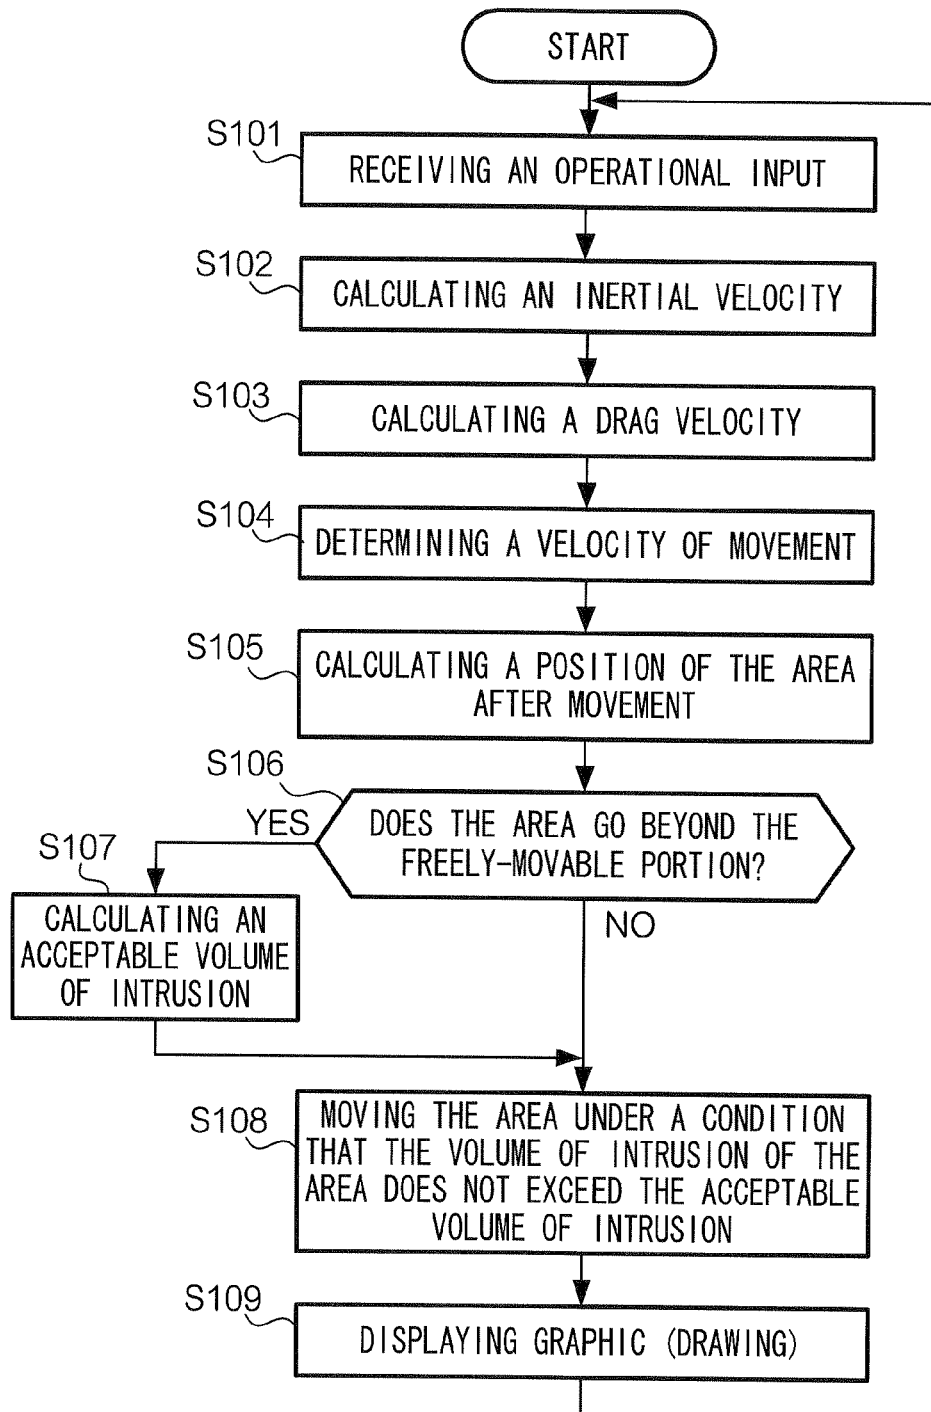 START
S101
RECEIVING AN OPERATIONAL INPUT
S102
CALCULATING AN INERTIAL VELOCITY
S103
CALCULATING A DRAG VELOCITY
S104
DETERMINING A VELOCITY OF MOVEMENT
S105
CALCULATING A POSITION OF THE AREA
AFTER MOVEMENT
S106
DOES THE AREA GO BEYOND THE
FREELY-MOVABLE PORTION?
YES
NO
S107
CALCULATING AN
ACCEPTABLE VOLUME
OF INTRUSION
S108
MOVING THE AREA UNDER A CONDITION
THAT THE VOLUME OF INTRUSION OF THE
AREA DOES NOT EXCEED THE ACCEPTABLE
VOLUME OF INTRUSION
S109
DISPLAYING GRAPHIC (DRAWING)